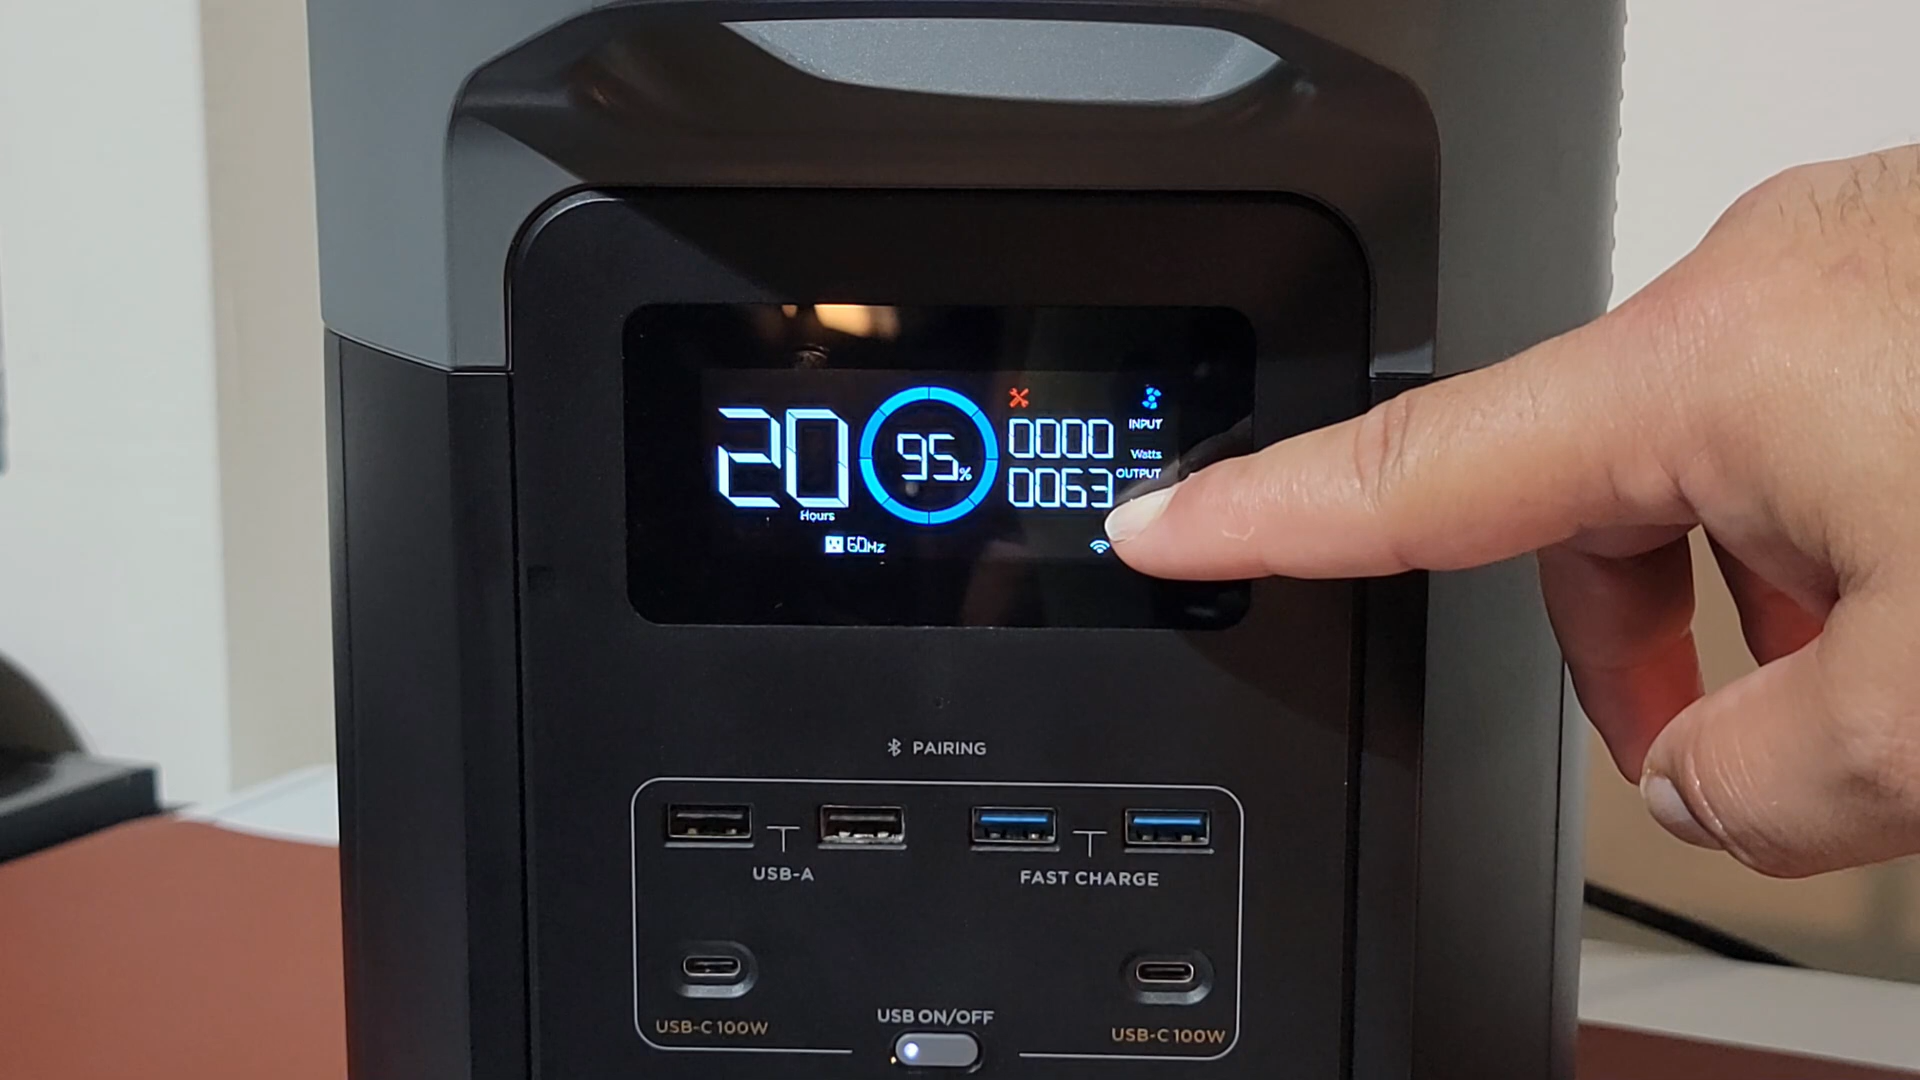 20
Hours
95%
0000
INPUT
Watts
OUTPUT
0063
60Hz
PAIRING
USB-A
FAST CHARGE
USB-C 100W
USB ON/OFF
USB-C 100W